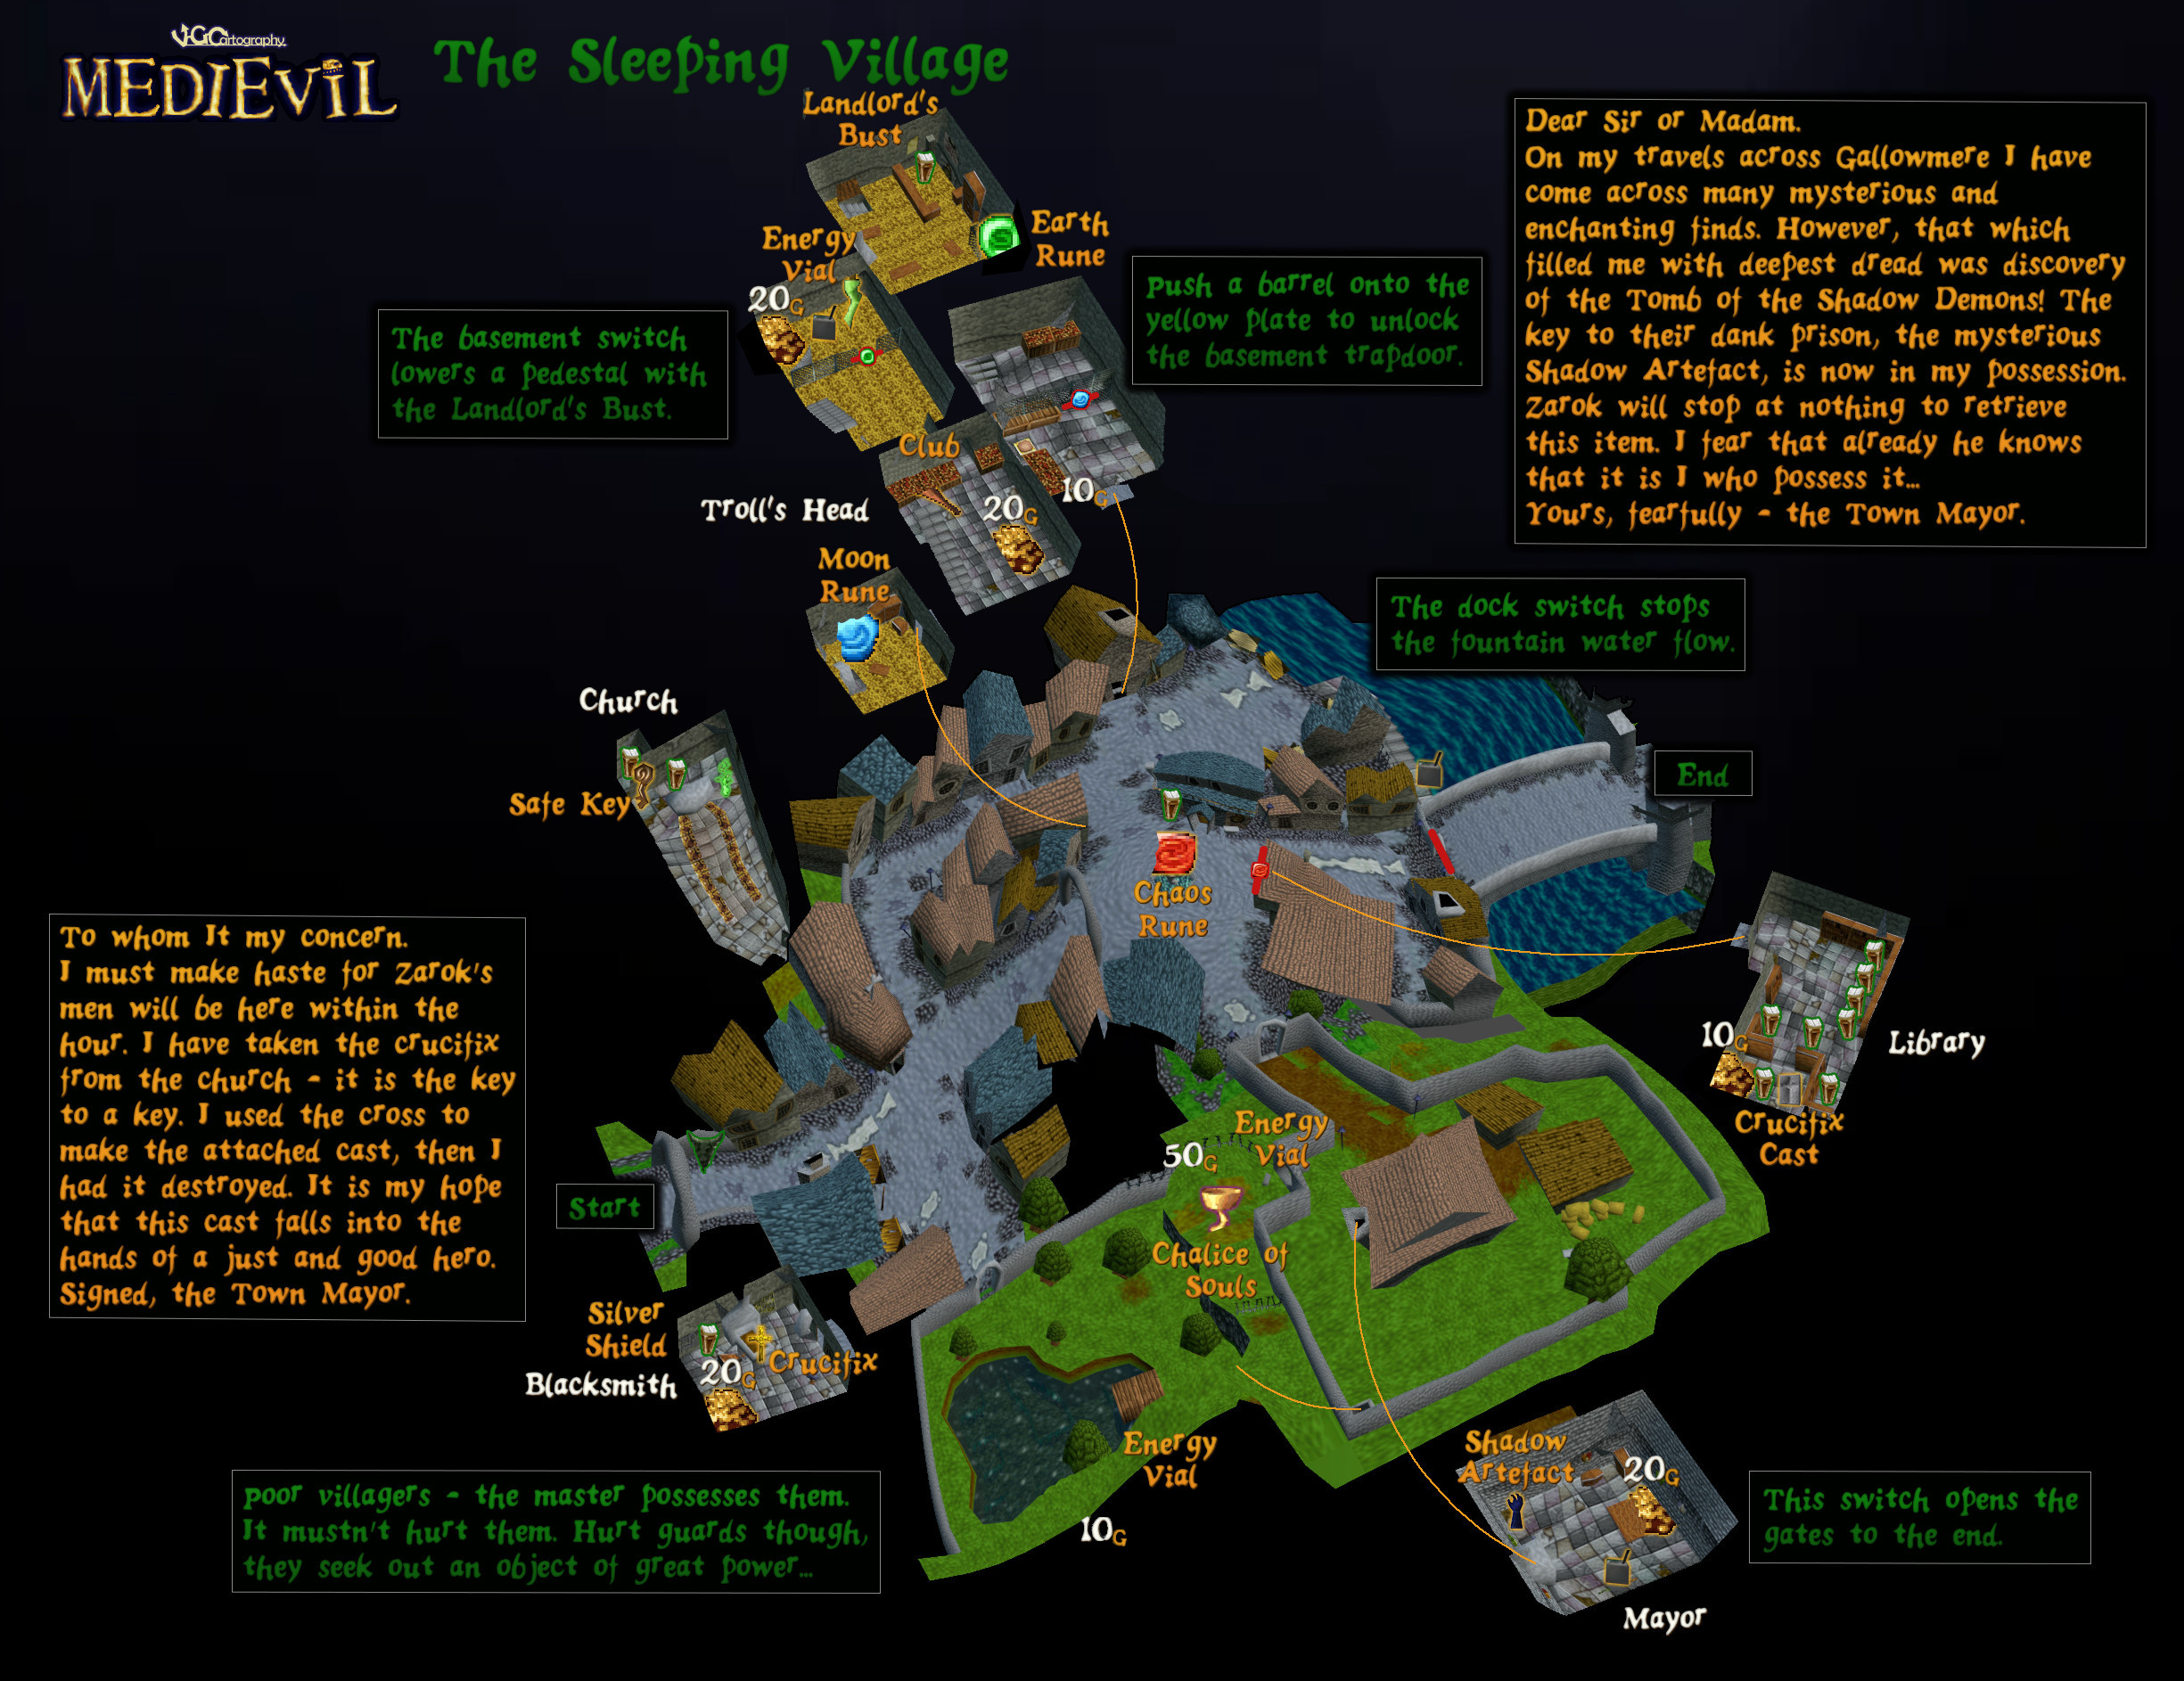 VGCartography
MEDIEVIL
The Sleeping Village
Landlord's
Bust
Earth
Rune
Energy
Vial
20G
The basement switch
lowers a pedestal with
the Landlord's Bust.
Push a barrel onto the
yellow plate to unlock
the basement trapdoor.
Dear Sir or Madam.
On my travels across Gallowmere I have
come across many mysterious and
enchanting finds. However, that which
filled me with deepest dread was discovery
of the Tomb of the Shadow Demons! The
key to their dank prison, the mysterious
Shadow Artefact, is now in my possession.
Zarok will stop at nothing to retrieve
this item. I fear that already he knows
that it is I who possess it...
Yours, fearfully - the Town Mayor.
Club
Troll's Head
20G
10G
Moon
Rune
The dock switch stops
the fountain water flow.
Church
Safe Key
End
Chaos
Rune
To whom It my concern.
I must make haste for Zarok's
men will be here within the
hour. I have taken the crucifix
from the church - it is the key
to a key. I used the cross to
make the attached cast, then I
had it destroyed. It is my hope
that this cast falls into the
hands of a just and good hero.
Signed, the Town Mayor.
10G
Library
Crucifix
Cast
Energy
Vial
50G
Chalice of
Souls
Start
Silver
Shield
Blacksmith
20G
Crucifix
Energy
Vial
10G
Shadow
Artefact
20G
Mayor
This switch opens the
gates to the end.
Poor villagers - the master possesses them.
It mustn't hurt them. Hurt guards though,
they seek out an object of great power...